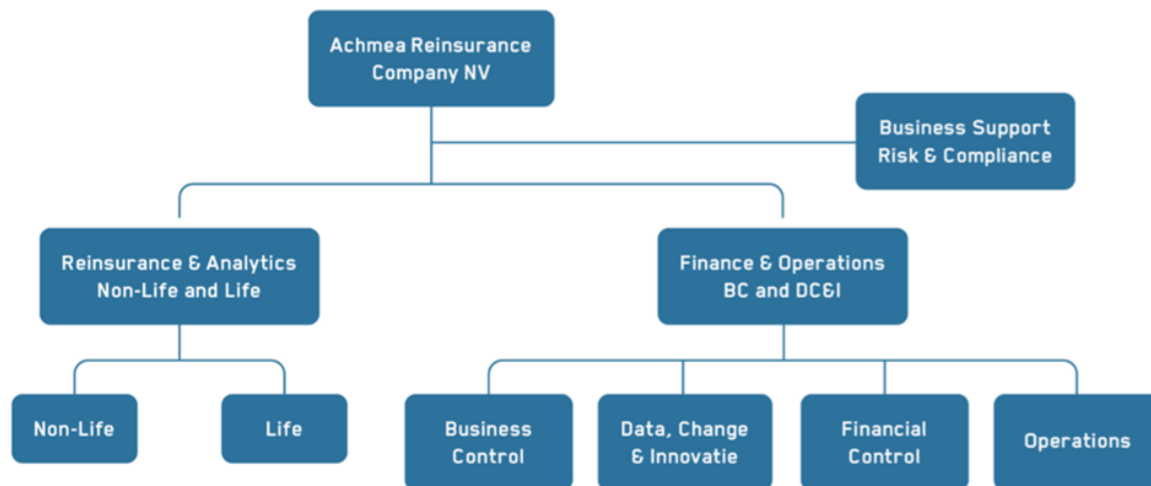 Achmea Reinsurance
Company NV
Business Support
Risk & Compliance
Reinsurance & Analytics
Non-Life and Life
Finance & Operations
BC and DC&I
Non-Life
Life
Business
Control
Data, Change
& Innovatie
Financial
Control
Operations